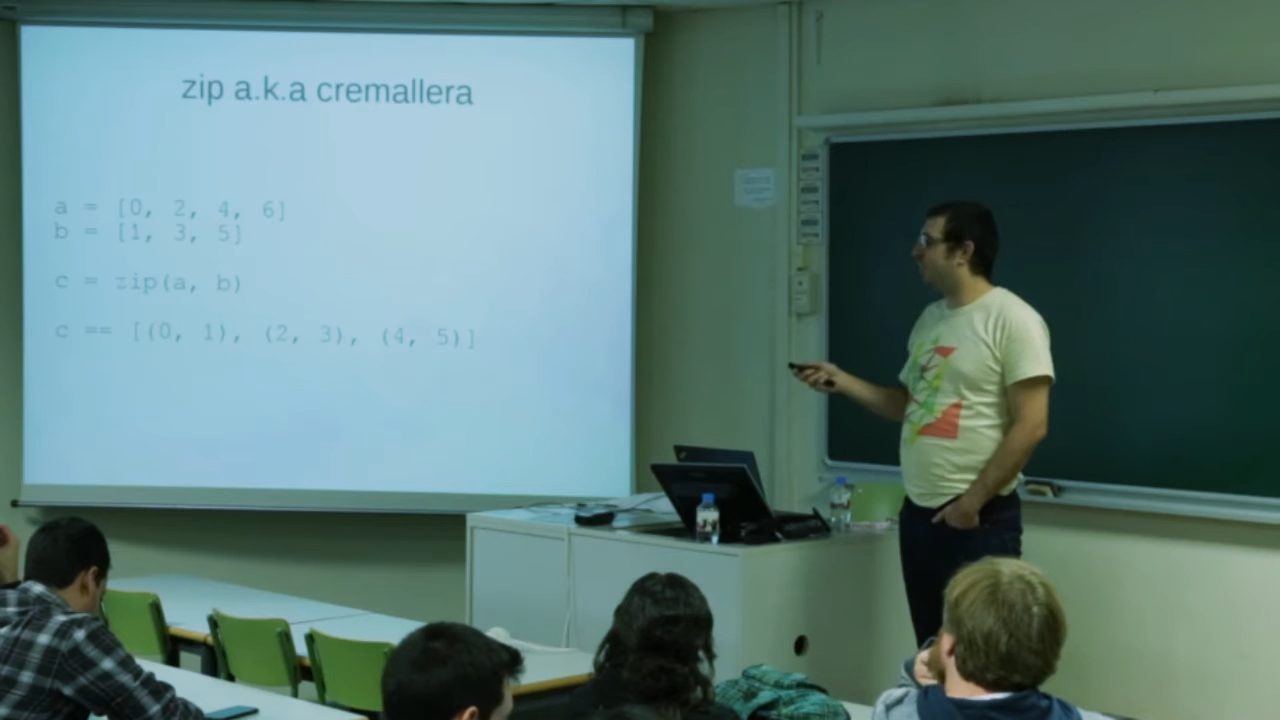 zip a.k.a cremallera
a = [0, 2, 4, 6]
b = [1, 3, 5]
c = zip(a, b)
c == [(0, 1), (2, 3), (4, 5)]